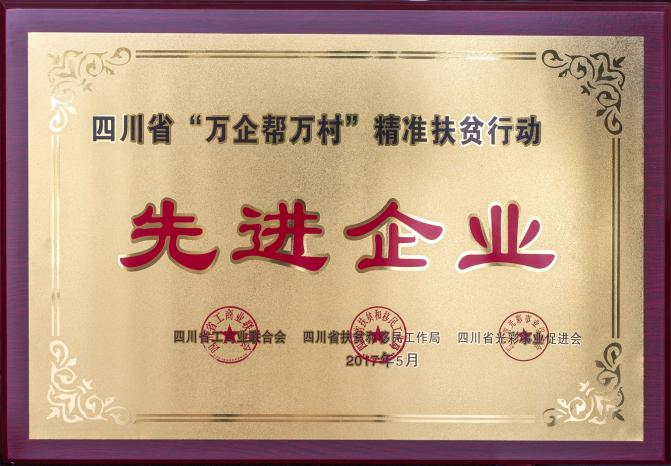 四川省“万企帮万村”精准扶贫行动
先进企业
四川省工商业联合会 四川省扶贫和移民工作局 四川省光彩事业促进会
2017年5月